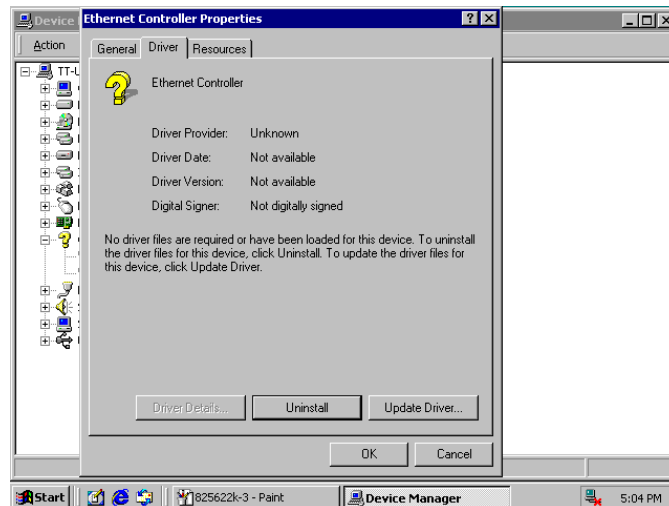 Device
Ethernet Controller Properties
Action
General Driver Resources
TT-
Ethernet Controller
Driver Provider: Unknown
Driver Date: Not available
Driver Version: Not available
Digital Signer: Not digitally signed
No driver files are required or have been loaded for this device. To uninstall
the driver files for this device, click Uninstall. To update the driver files for
this device, click Update Driver.
Driver Details... Uninstall Update Driver...
OK Cancel
Start 825622k-3 - Paint Device Manager 5:04 PM